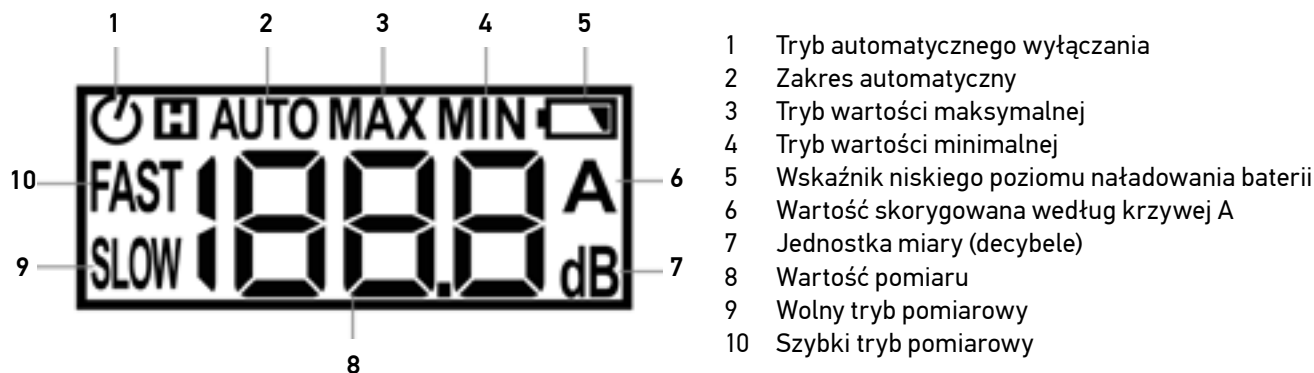 1 2 3 4 5
H AUTO MAX MIN
10 FAST 188.8 A 6
9 SLOW dB 7
8
1 Tryb automatycznego wyłączania
2 Zakres automatyczny
3 Tryb wartości maksymalnej
4 Tryb wartości minimalnej
5 Wskaźnik niskiego poziomu naładowania baterii
6 Wartość skorygowana według krzywej A
7 Jednostka miary (decybele)
8 Wartość pomiaru
9 Wolny tryb pomiarowy
10 Szybki tryb pomiarowy